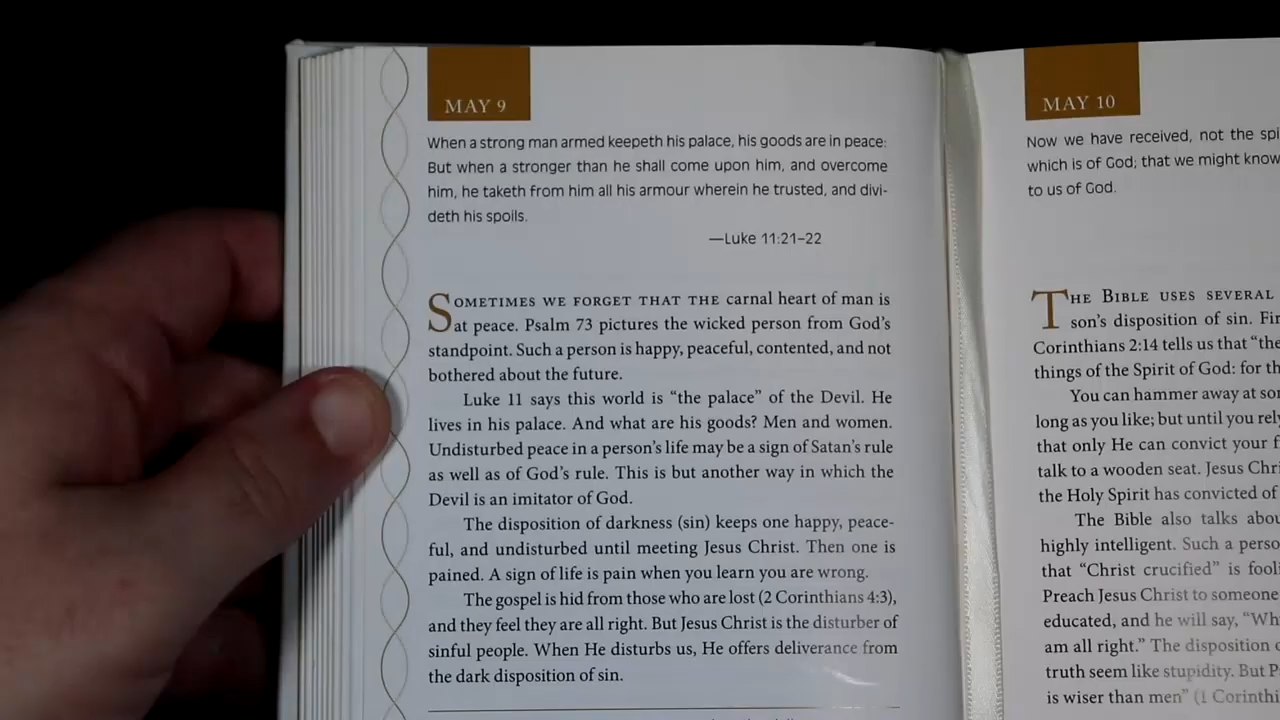 MAY 9
When a strong man armed keepeth his palace, his goods are in peace:
But when a stronger than he shall come upon him, and overcome
him, he taketh from him all his armour wherein he trusted, and divi-
deth his spoils.
—Luke 11:21–22
SOMETIMES WE FORGET THAT THE carnal heart of man is
at peace. Psalm 73 pictures the wicked person from God's
standpoint. Such a person is happy, peaceful, contented, and not
bothered about the future.
Luke 11 says this world is "the palace" of the Devil. He
lives in his palace. And what are his goods? Men and women.
Undisturbed peace in a person's life may be a sign of Satan's rule
as well as of God's rule. This is but another way in which the
Devil is an imitator of God.
The disposition of darkness (sin) keeps one happy, peace-
ful, and undisturbed until meeting Jesus Christ. Then one is
pained. A sign of life is pain when you learn you are wrong.
The gospel is hid from those who are lost (2 Corinthians 4:3),
and they feel they are all right. But Jesus Christ is the disturber of
sinful people. When He disturbs us, He offers deliverance from
the dark disposition of sin.
MAY 10
Now we have received, not the spi
which is of God; that we might know
to us of God.
THE BIBLE USES SEVERAL
son's disposition of sin. Fir
Corinthians 2:14 tells us that "the
things of the Spirit of God: for th
You can hammer away at so
long as you like; but until you rely
that only He can convict your f
talk to a wooden seat. Jesus Chri
the Holy Spirit has convicted of
The Bible also talks abou
highly intelligent. Such a perso
that "Christ crucified" is fooli
Preach Jesus Christ to someone
educated, and he will say, "Wh
am all right." The disposition o
truth seem like stupidity. But P
is wiser than men" (1 Corinthi